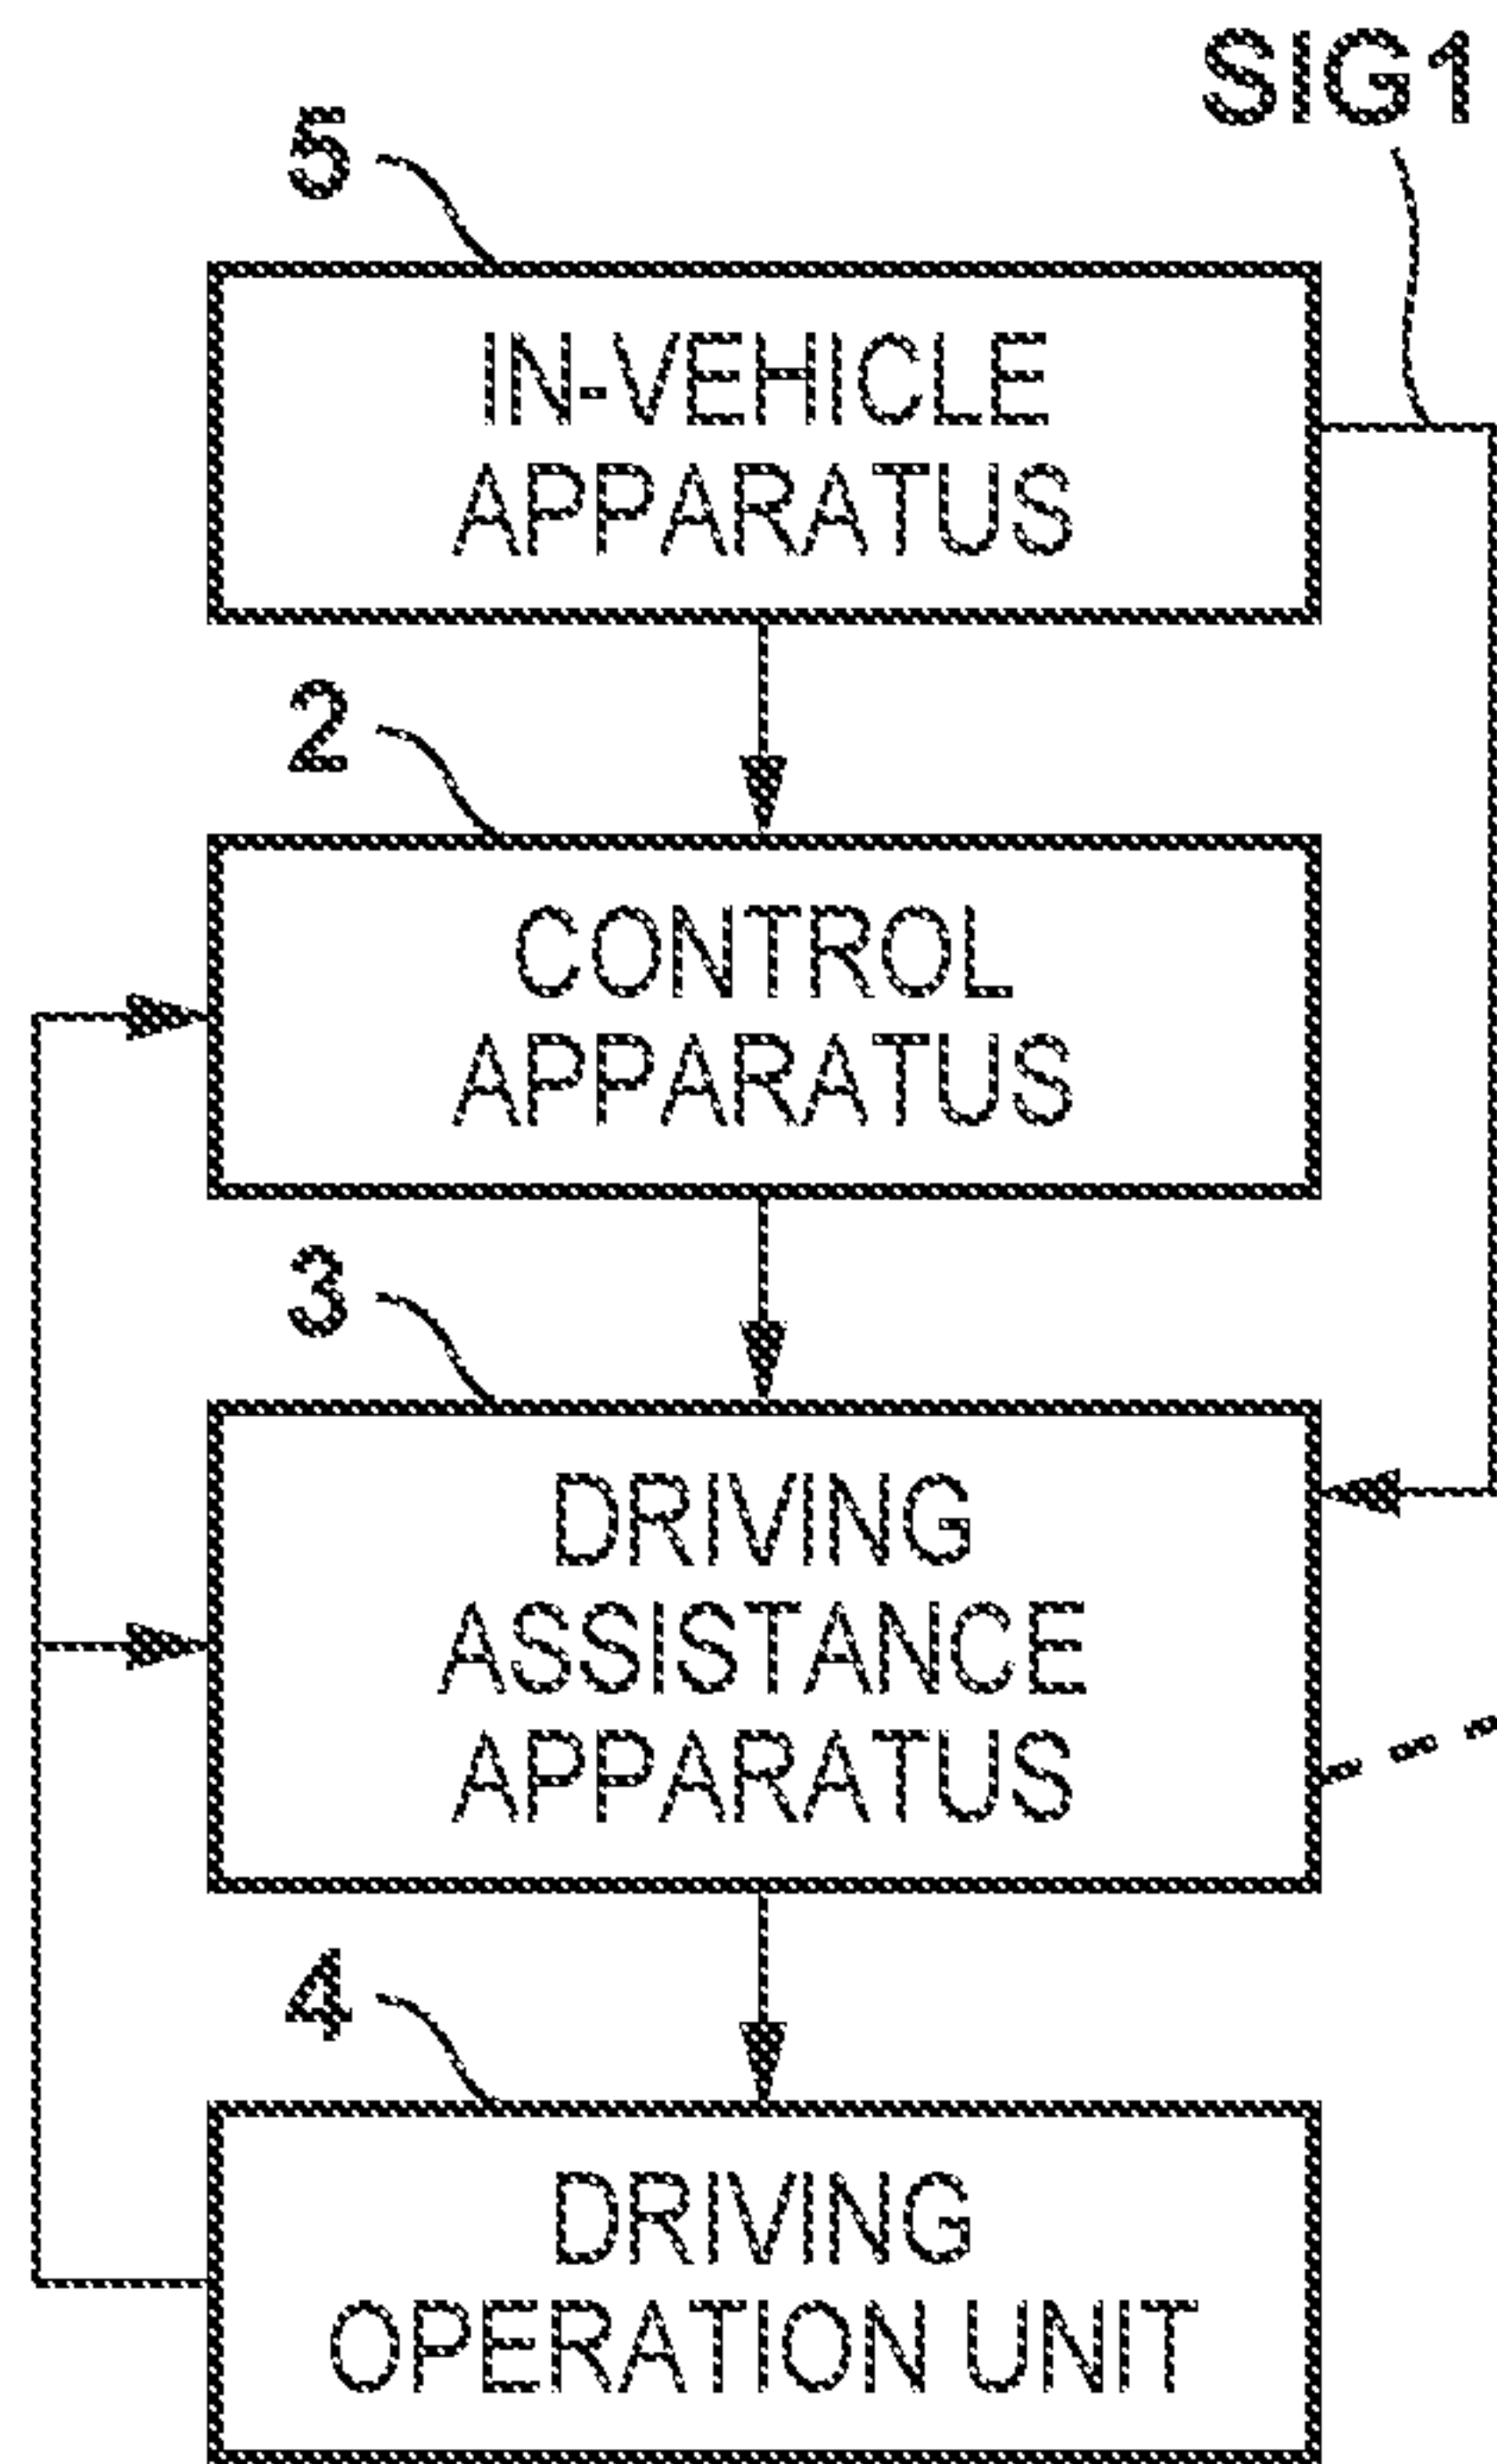 SIG1
5
IN-VEHICLE
APPARATUS
2
CONTROL
APPARATUS
3
DRIVING
ASSISTANCE
APPARATUS
4
DRIVING
OPERATION UNIT